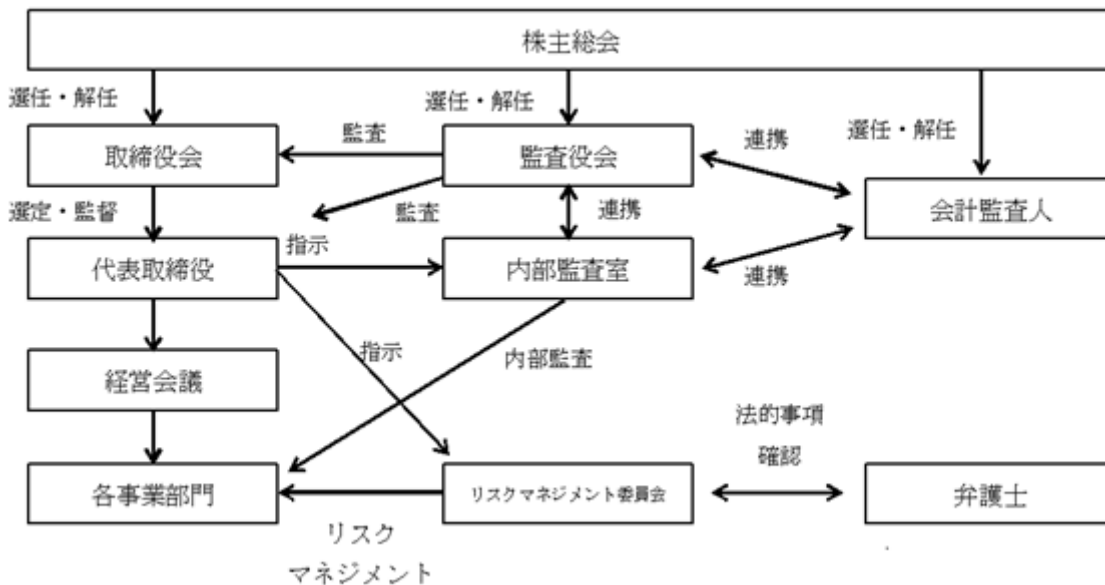 株主総会
選任・解任
選任・解任
選任・解任
取締役会
監査
監査役会
連携
会計監査人
選定・監督
監査
連携
代表取締役
指示
内部監査室
連携
経営会議
指示
内部監査
法的事項
確認
各事業部門
リスクマネジメント委員会
弁護士
リスク
マネジメント